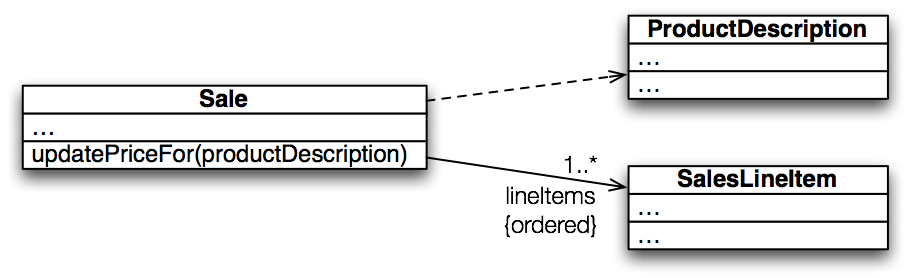 ProductDescription
…
…
Sale
…
updatePriceFor(productDescription)
1..*
lineItems
{ordered}
SalesLineItem
…
…